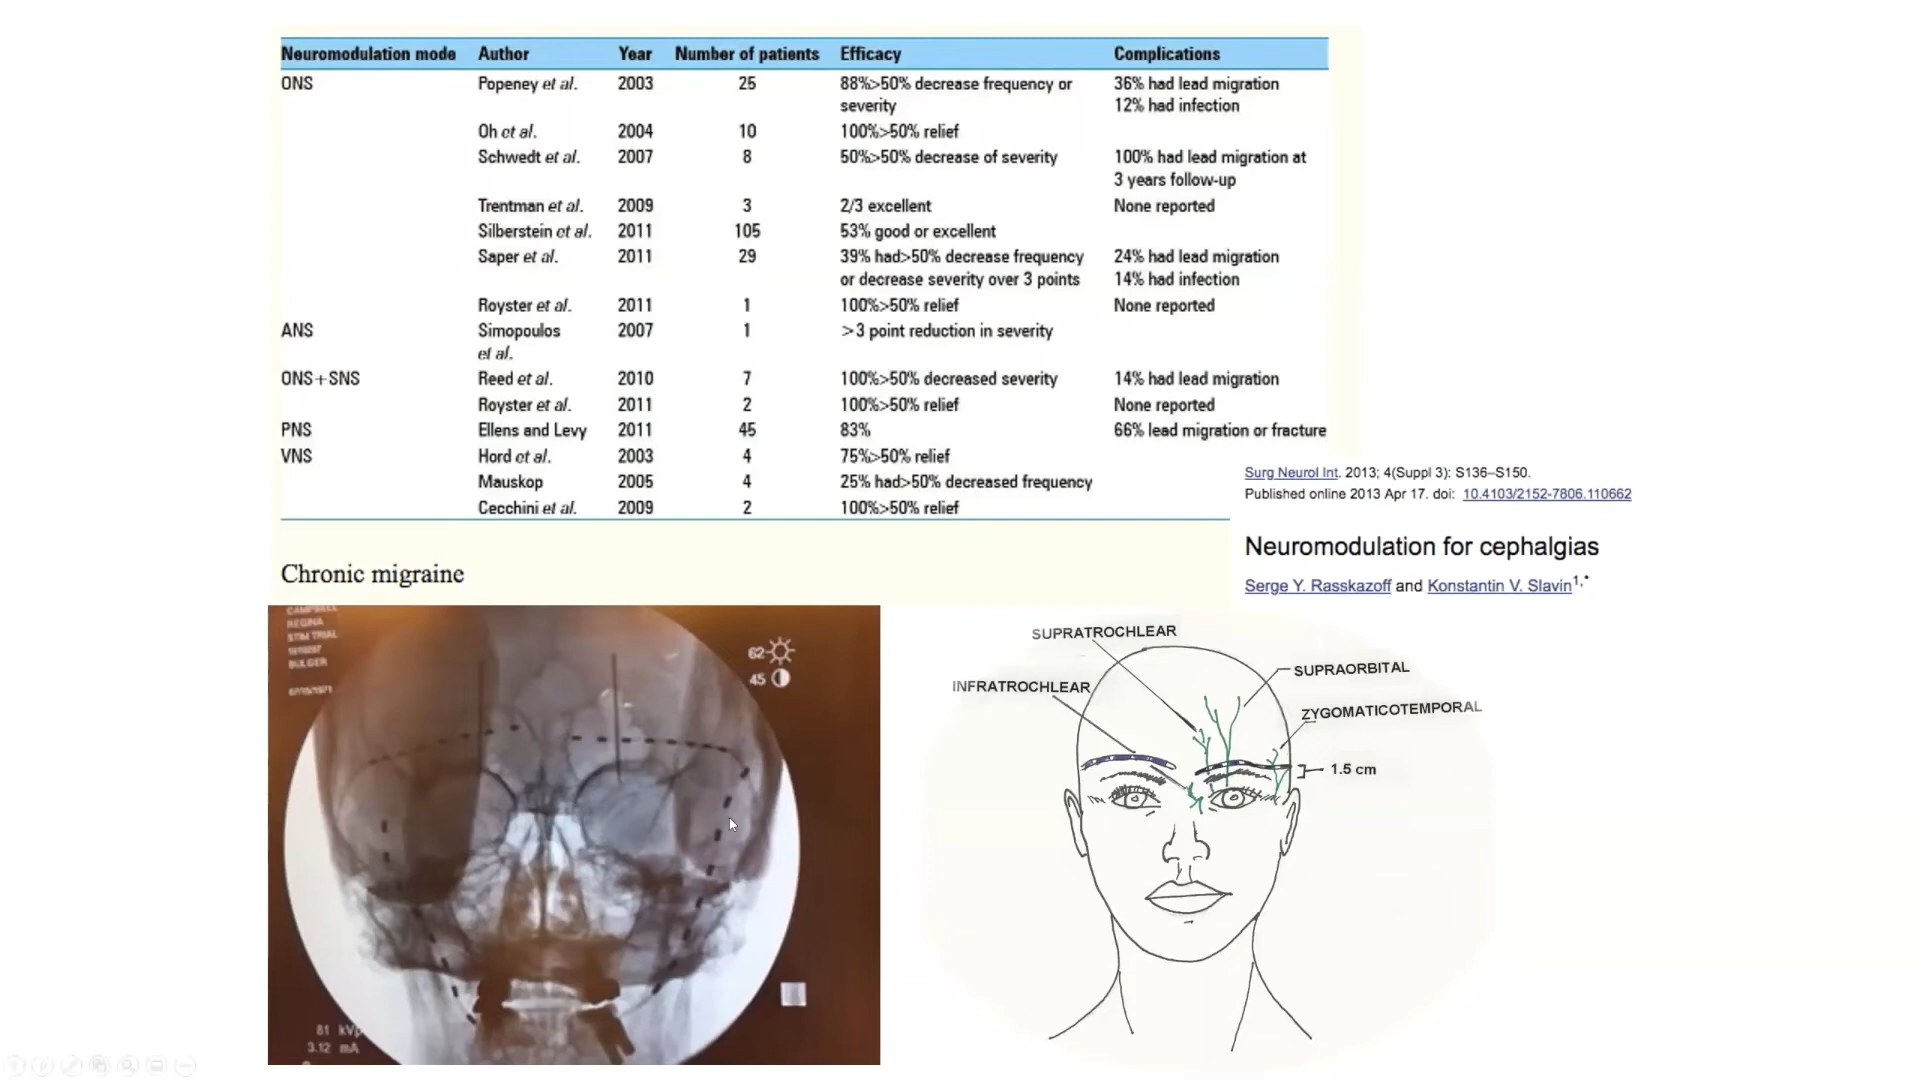 Neuromodulation mode Author Year Number of patients Efficacy Complications
ONS Popeney et al. 2003 25 88%>50% decrease frequency or 36% had lead migration
severity 12% had infection
Oh et al. 2004 10 100%>50% relief
Schwedt et al. 2007 8 50%>50% decrease of severity 100% had lead migration at
3 years follow-up
Trentman et al. 2009 3 2/3 excellent None reported
Silberstein et al. 2011 105 53% good or excellent
Saper et al. 2011 29 39% had>50% decrease frequency 24% had lead migration
or decrease severity over 3 points 14% had infection
Royster et al. 2011 1 100%>50% relief None reported
ANS Simopoulos 2007 1 >3 point reduction in severity
et al.
ONS+SNS Reed et al. 2010 7 100%>50% decreased severity 14% had lead migration
Royster et al. 2011 2 100%>50% relief None reported
PNS Ellens and Levy 2011 45 83% 66% lead migration or fracture
VNS Hord et al. 2003 4 75%>50% relief
Mauskop 2005 4 25% had>50% decreased frequency
Cecchini et al. 2009 2 100%>50% relief
Surg Neurol Int. 2013; 4(Suppl 3): S136–S150.
Published online 2013 Apr 17. doi: 10.4103/2152-7806.110662
Neuromodulation for cephalgias
Serge Y. Rasskazoff and Konstantin V. Slavin1,*
Chronic migraine
CAMPBELL
REGINA
STIM TRIAL
BULGER
07/15/1971
62
45
81 kVp
3.12 mA
SUPRATROCHLEAR
SUPRAORBITAL
INFRATROCHLEAR
ZYGOMATICOTEMPORAL
1.5 cm